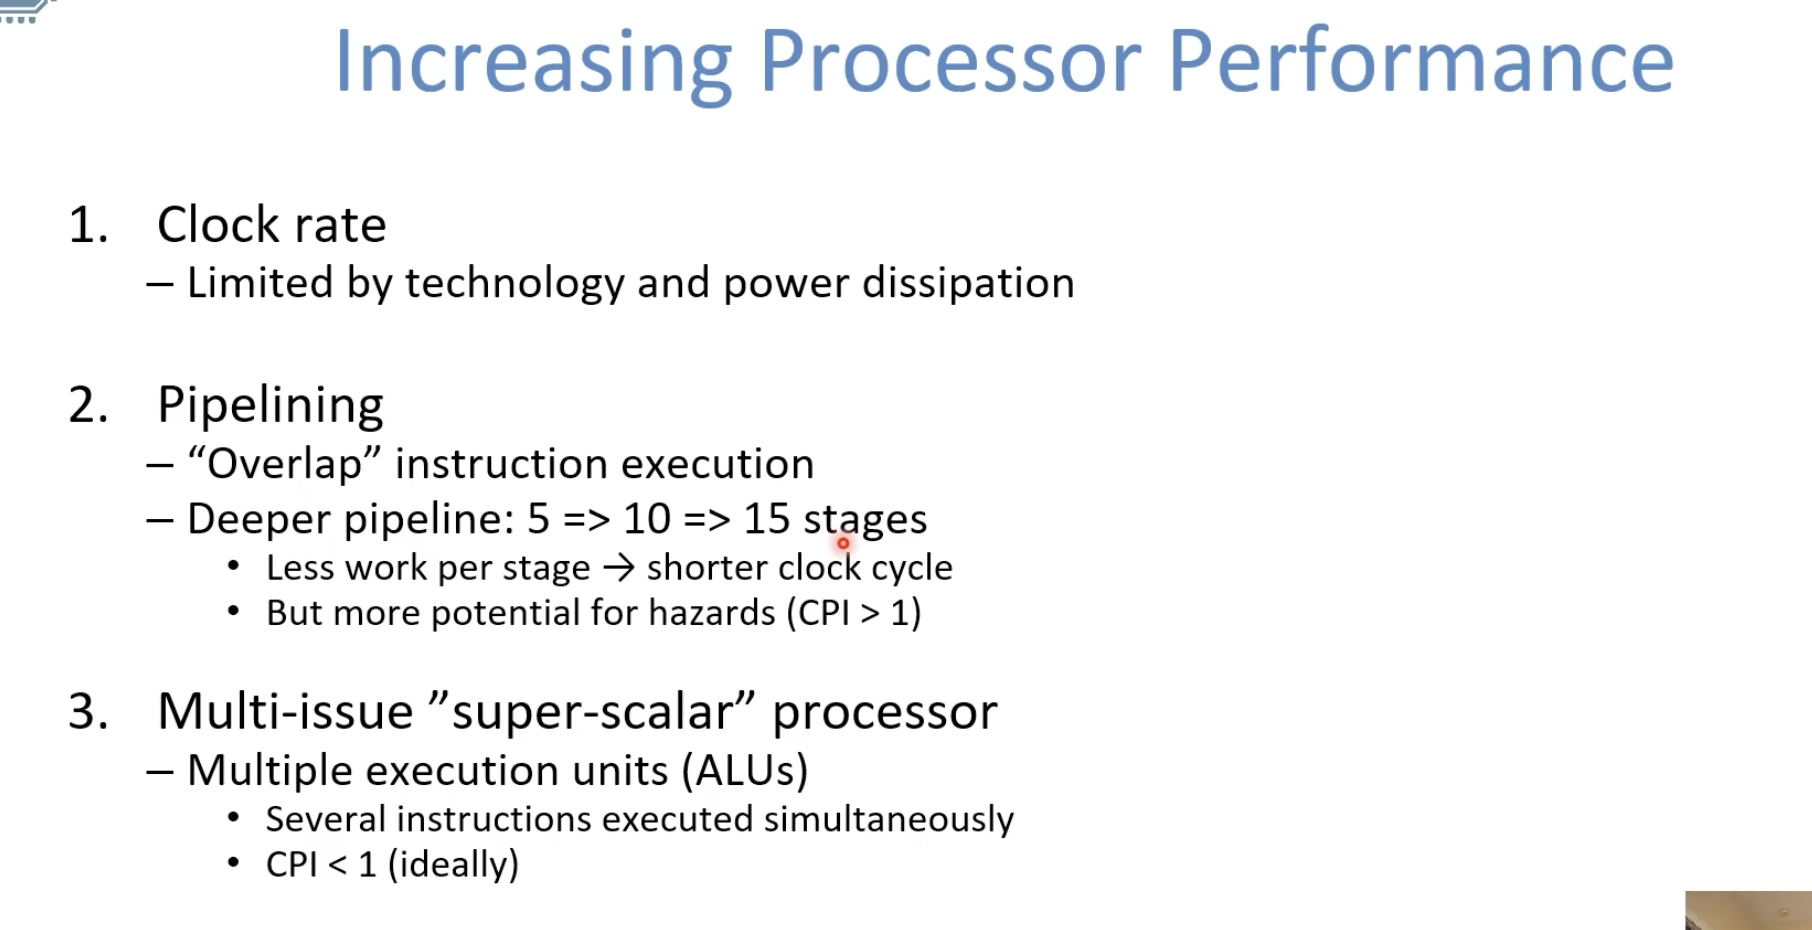 Increasing Processor Performance
1. Clock rate
– Limited by technology and power dissipation
2. Pipelining
– “Overlap” instruction execution
– Deeper pipeline: 5 => 10 => 15 stages
• Less work per stage → shorter clock cycle
• But more potential for hazards (CPI > 1)
3. Multi-issue ”super-scalar” processor
– Multiple execution units (ALUs)
• Several instructions executed simultaneously
• CPI < 1 (ideally)